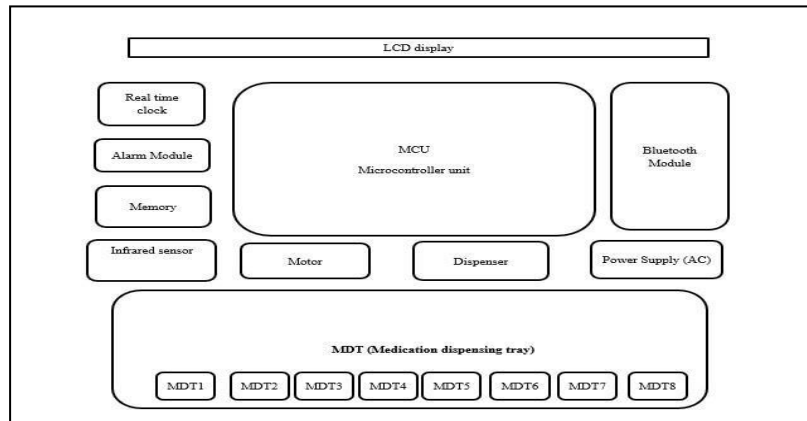 LCD display
Real time
clock
MCU
Microcontroller unit
Bluetooth
Module
Alarm Module
Memory
Infrared sensor
Motor
Dispenser
Power Supply (AC)
MDT (Medication dispensing tray)
MDT1
MDT2
MDT3
MDT4
MDT5
MDT6
MDT7
MDT8